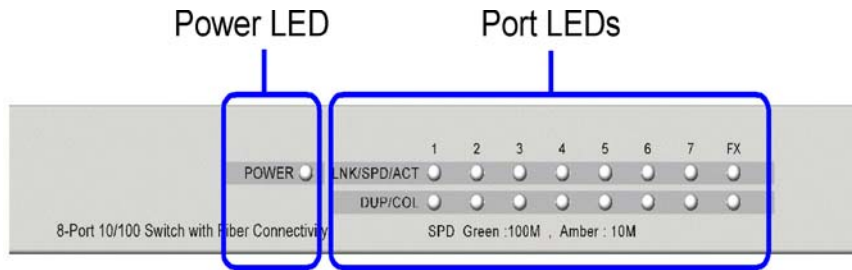 Power LED
Port LEDs
1 2 3 4 5 6 7 FX
POWER LNK/SPD/ACT
DUP/COL
8-Port 10/100 Switch with Fiber Connectivity
SPD Green :100M , Amber : 10M